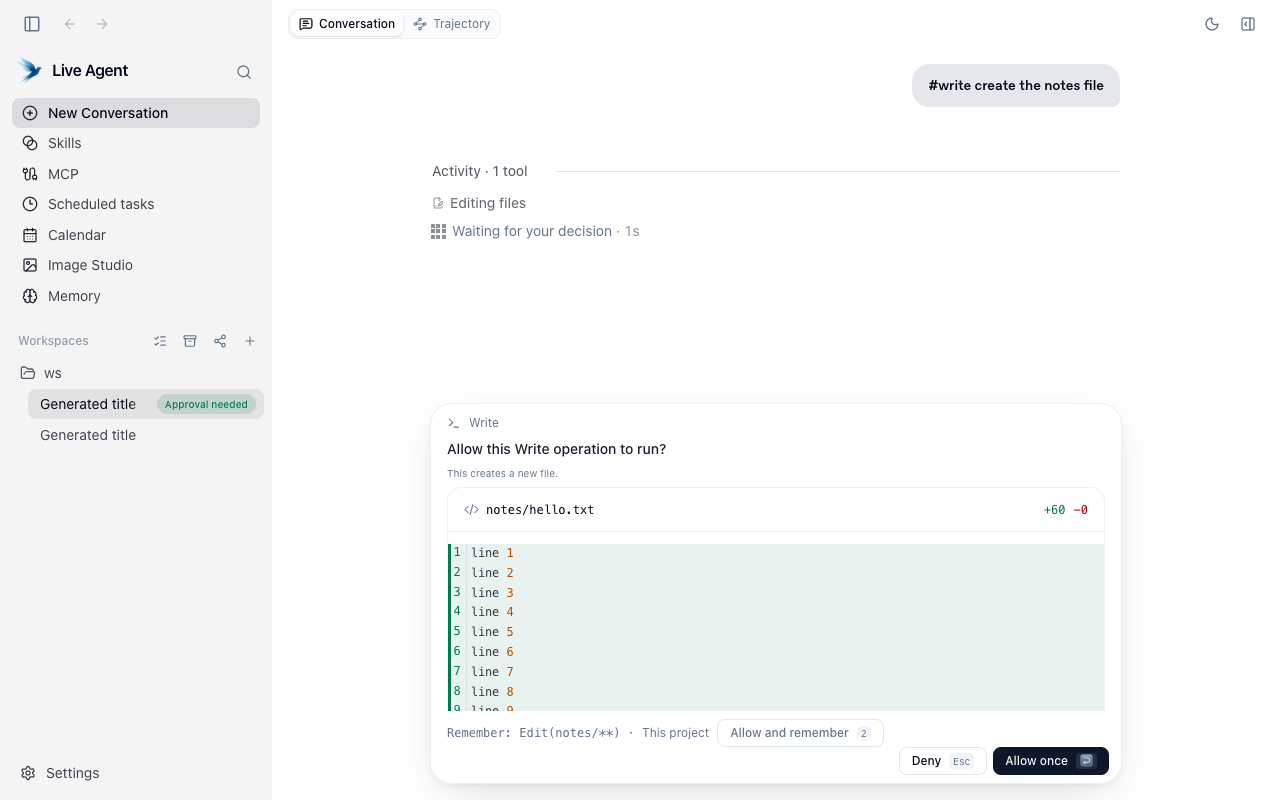 Conversation
Trajectory
Live Agent
#write create the notes file
New Conversation
Skills
MCP
Scheduled tasks
Calendar
Image Studio
Memory
Workspaces
ws
Generated title
Approval needed
Generated title
Settings
Activity · 1 tool
Editing files
Waiting for your decision · 1s
Write
Allow this Write operation to run?
This creates a new file.
notes/hello.txt +60 −0
1 line 1
2 line 2
3 line 3
4 line 4
5 line 5
6 line 6
7 line 7
8 line 8
9 line 9
Remember: Edit(notes/**) · This project Allow and remember 2
Deny Esc Allow once